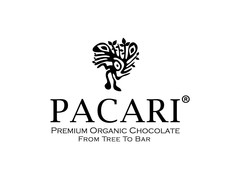 PACARI®
PREMIUM ORGANIC CHOCOLATE
FROM TREE TO BAR